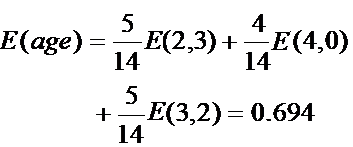 E(age) = 5/14 E(2,3) + 4/14 E(4,0)
+ 5/14 E(3,2) = 0.694